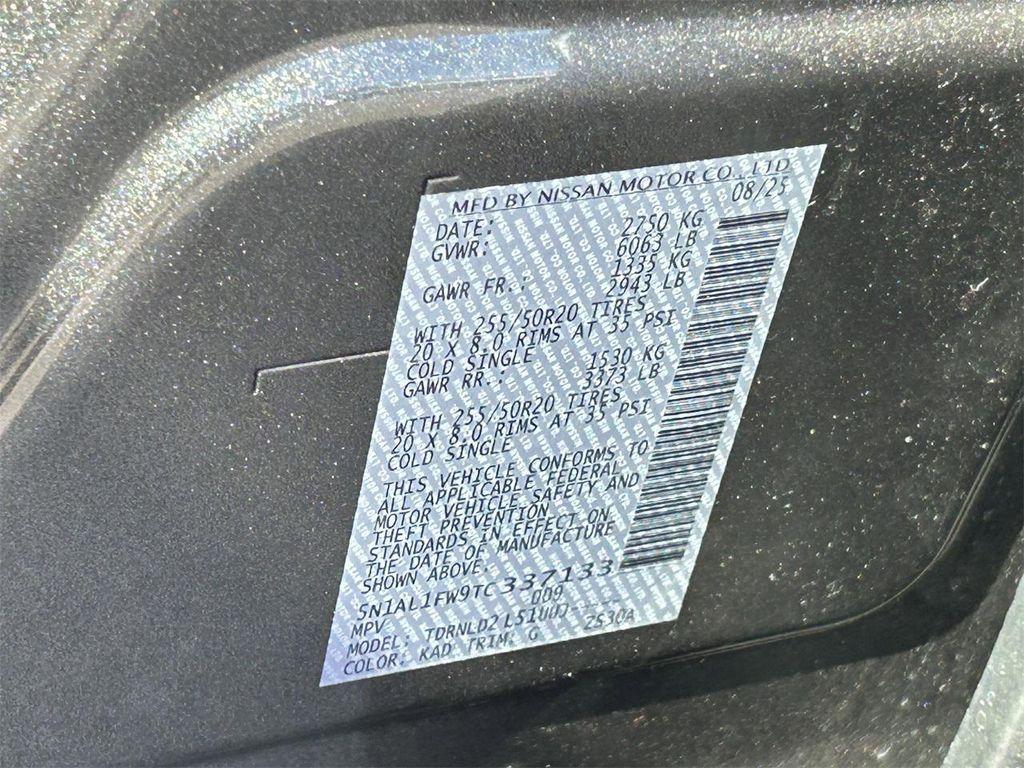 MFD BY NISSAN MOTOR CO., LTD.
DATE: 08/25
GVWR: 2750 KG
6063 LB
GAWR FR.: 1335 KG
2943 LB
WITH 255/50R20 TIRES
20 X 8.0 RIMS AT 35 PSI
COLD SINGLE
GAWR RR.: 1530 KG
3373 LB
WITH 255/50R20 TIRES
20 X 8.0 RIMS AT 35 PSI
COLD SINGLE
THIS VEHICLE CONFORMS TO
ALL APPLICABLE FEDERAL
MOTOR VEHICLE SAFETY AND
THEFT PREVENTION
STANDARDS IN EFFECT ON
THE DATE OF MANUFACTURE
SHOWN ABOVE.
5N1AL1FW9TC337133
MPV 009
MODEL: TDRNLD2
COLOR: KAD TRIM: G ZS30A